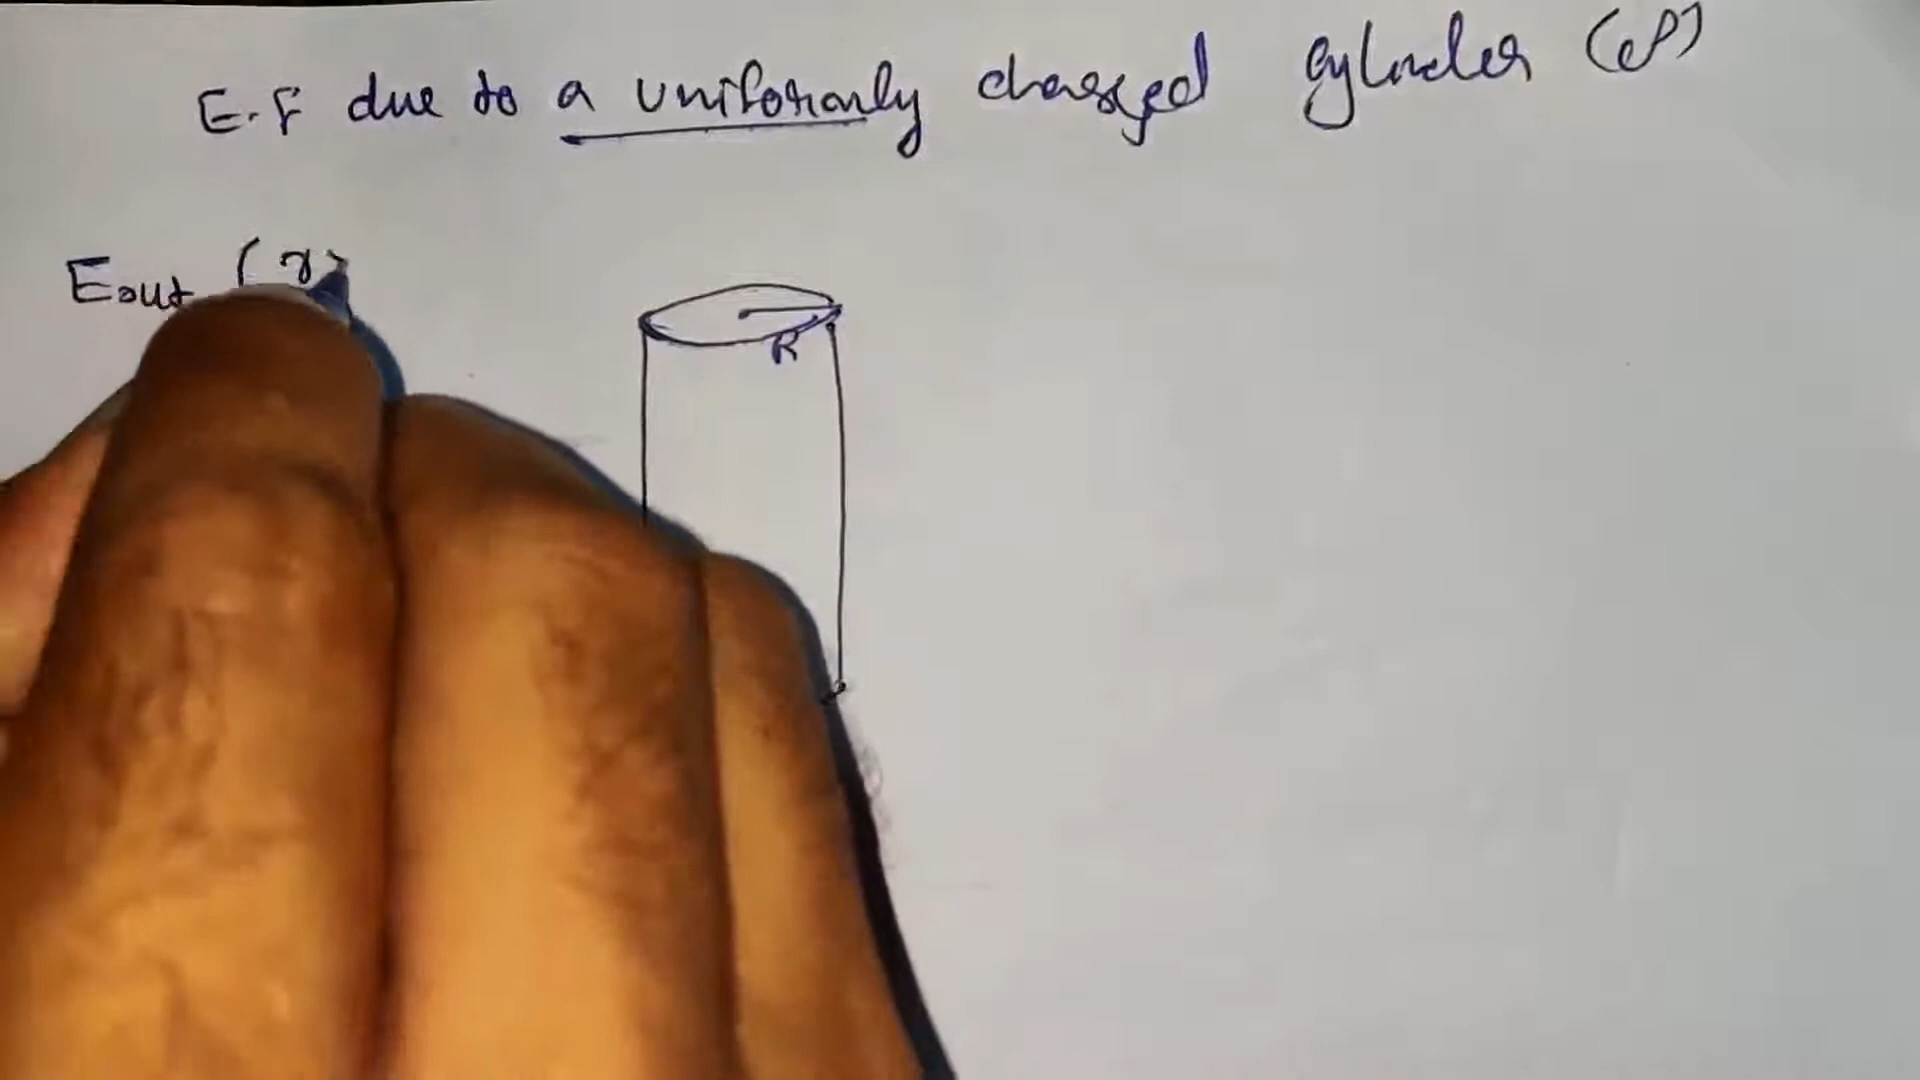 E.F due to a uniformly charged cylinder (ρ)
Eout (r>
R